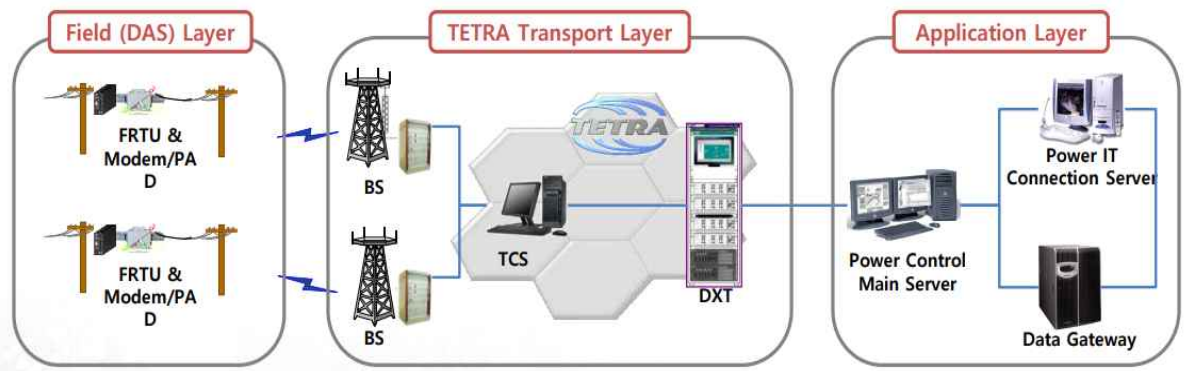 Field (DAS) Layer
TETRA Transport Layer
Application Layer
FRTU &
Modem/PA
D
FRTU &
Modem/PA
D
BS
BS
TETRA
TCS
DXT
Power Control
Main Server
Power IT
Connection Server
Data Gateway